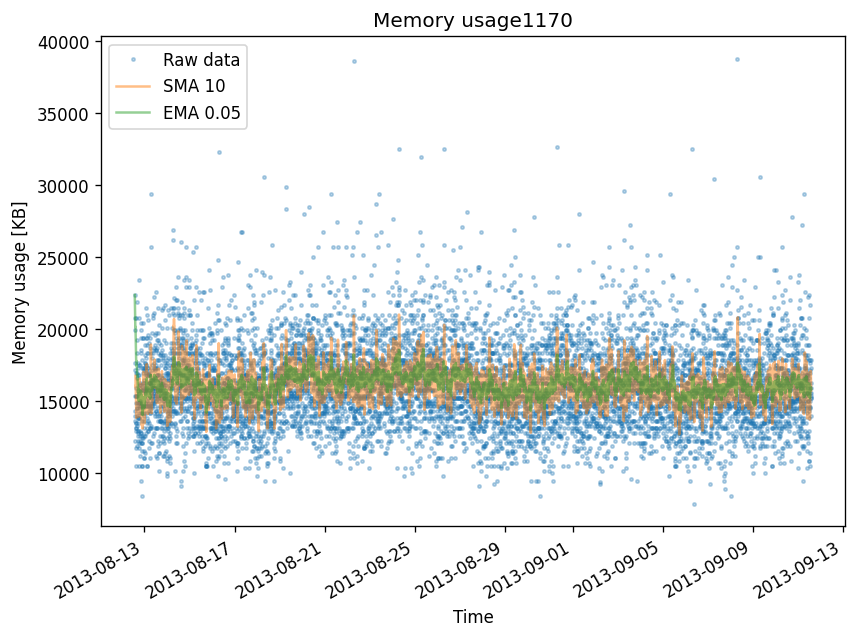 Memory usage1170
Raw data
SMA 10
EMA 0.05
Memory usage [KB]
40000
35000
30000
25000
20000
15000
10000
2013-08-13
2013-08-17
2013-08-21
2013-08-25
2013-08-29
2013-09-01
2013-09-05
2013-09-09
2013-09-13
Time